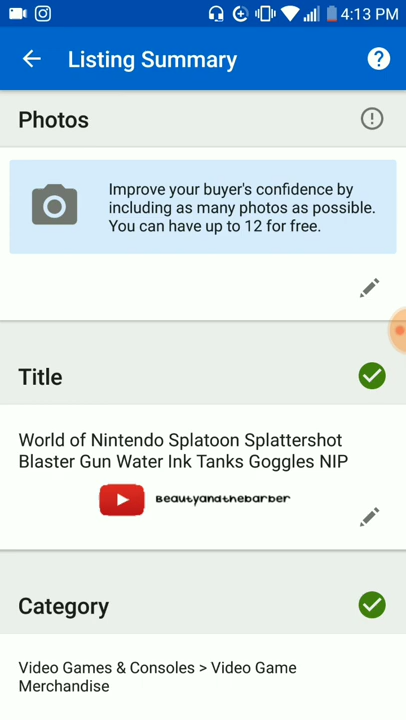 4:13 PM
Listing Summary
Photos
Improve your buyer's confidence by
including as many photos as possible.
You can have up to 12 for free.
Title
World of Nintendo Splatoon Splattershot
Blaster Gun Water Ink Tanks Goggles NIP
Beautyandthebarber
Category
Video Games & Consoles > Video Game
Merchandise